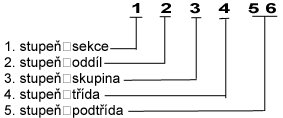 1 2 3 4 5 6
1. stupeň□sekce
2. stupeň□oddíl
3. stupeň□skupina
4. stupeň□třída
5. stupeň□podtřída